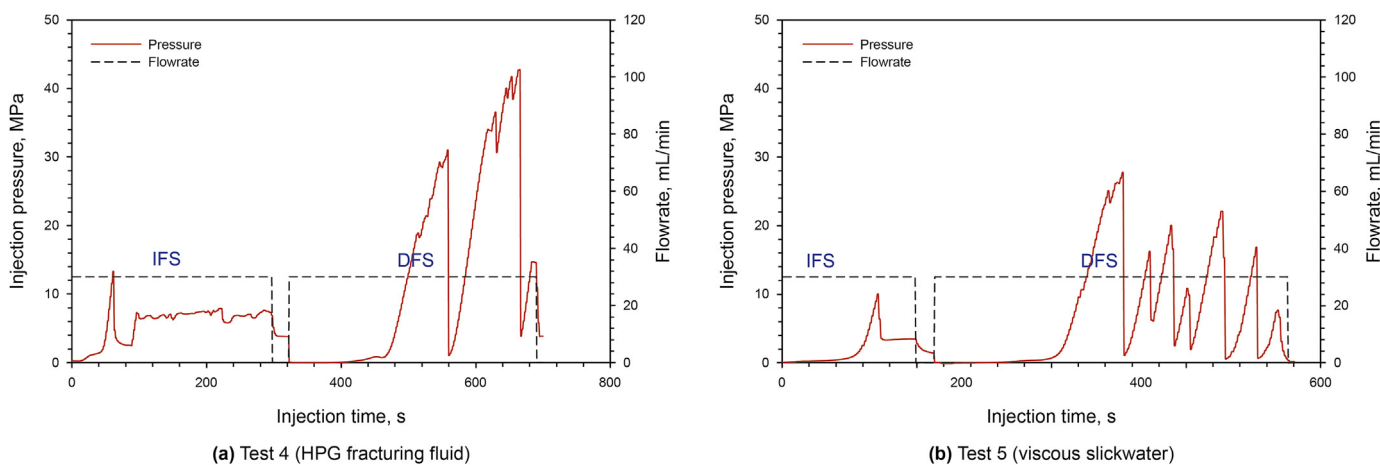 50
40
30
20
10
0
Injection pressure, MPa
Pressure
Flowrate
IFS
DFS
120
100
80
60
40
20
0
Flowrate, mL/min
0
200
400
600
800
Injection time, s
(a) Test 4 (HPG fracturing fluid)
50
40
30
20
10
0
Injection pressure, MPa
Pressure
Flowrate
IFS
DFS
120
100
80
60
40
20
0
Flowrate, mL/min
0
200
400
600
Injection time, s
(b) Test 5 (viscous slickwater)